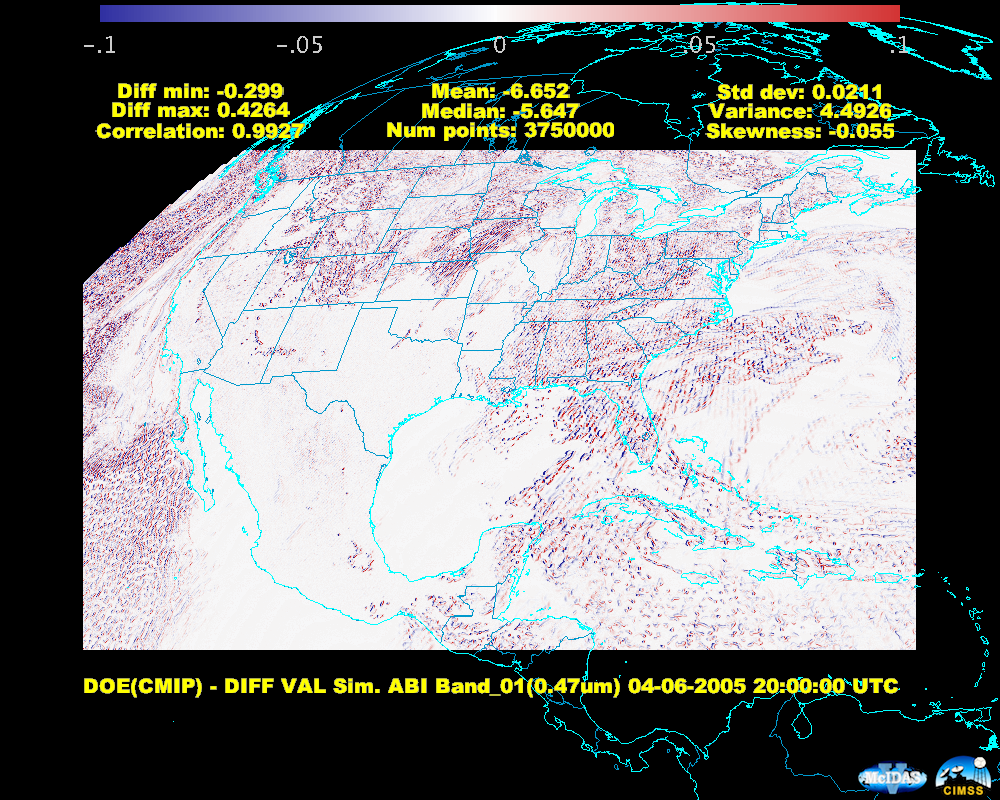 -.1 -.05 0 .05 .1
Diff min: -0.299 Mean: -6.652 Std dev: 0.0211
Diff max: 0.4264 Median: -5.647 Variance: 4.4926
Correlation: 0.9927 Num points: 3750000 Skewness: -0.055
DOE(CMIP) - DIFF VAL Sim. ABI Band_01(0.47um) 04-06-2005 20:00:00 UTC
McIDAS CIMSS